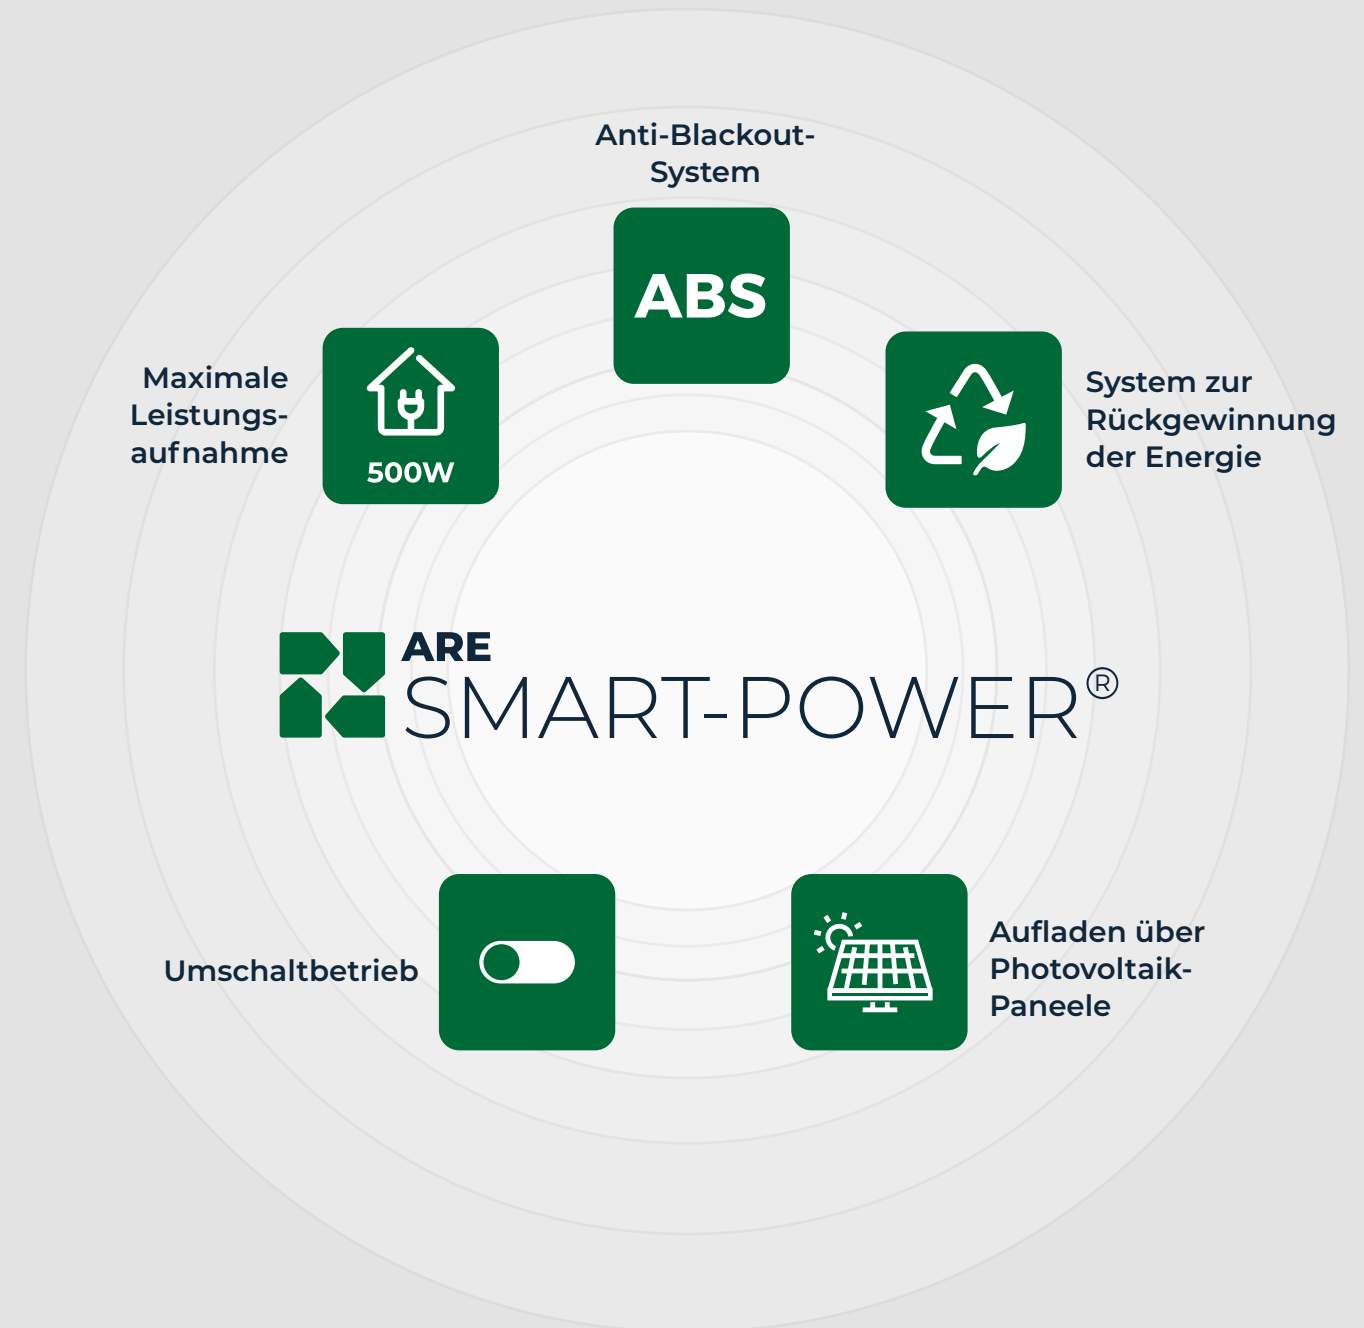 Anti-Blackout-
System
ABS
Maximale
Leistungs-
aufnahme
500W
System zur
Rückgewinnung
der Energie
ARE
SMART-POWER®
Umschaltbetrieb
Aufladen über
Photovoltaik-
Paneele